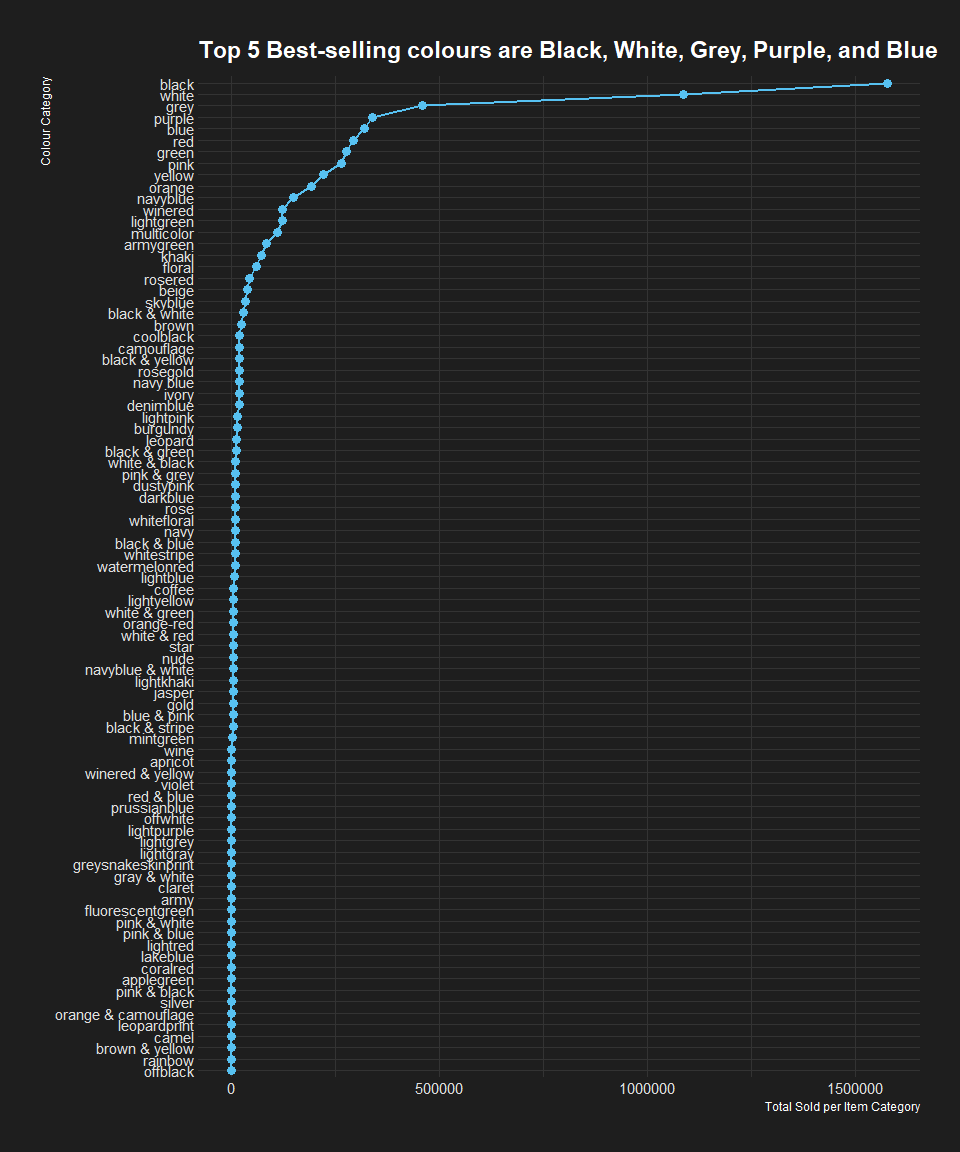 Top 5 Best-selling colours are Black, White, Grey, Purple, and Blue
Colour Category
black
white
grey
purple
blue
red
green
pink
yellow
orange
navyblue
winered
lightgreen
multicolor
armygreen
khaki
floral
rosered
beige
skyblue
black & white
brown
coolblack
camouflage
black & yellow
rosegold
navy blue
ivory
denimblue
lightpink
burgundy
leopard
black & green
white & black
pink & grey
dustypink
darkblue
rose
whitefloral
navy
black & blue
whitestripe
watermelonred
lightblue
coffee
lightyellow
white & green
orange-red
white & red
star
nude
navyblue & white
lightkhaki
jasper
gold
blue & pink
black & stripe
mintgreen
wine
apricot
winered & yellow
violet
red & blue
prussianblue
offwhite
lightpurple
lightgrey
lightgray
greysnakeskinprint
gray & white
claret
army
fluorescentgreen
pink & white
pink & blue
lightred
lakeblue
coralred
applegreen
pink & black
silver
orange & camouflage
leopardprint
camel
brown & yellow
rainbow
offblack
0 500000 1000000 1500000
Total Sold per Item Category